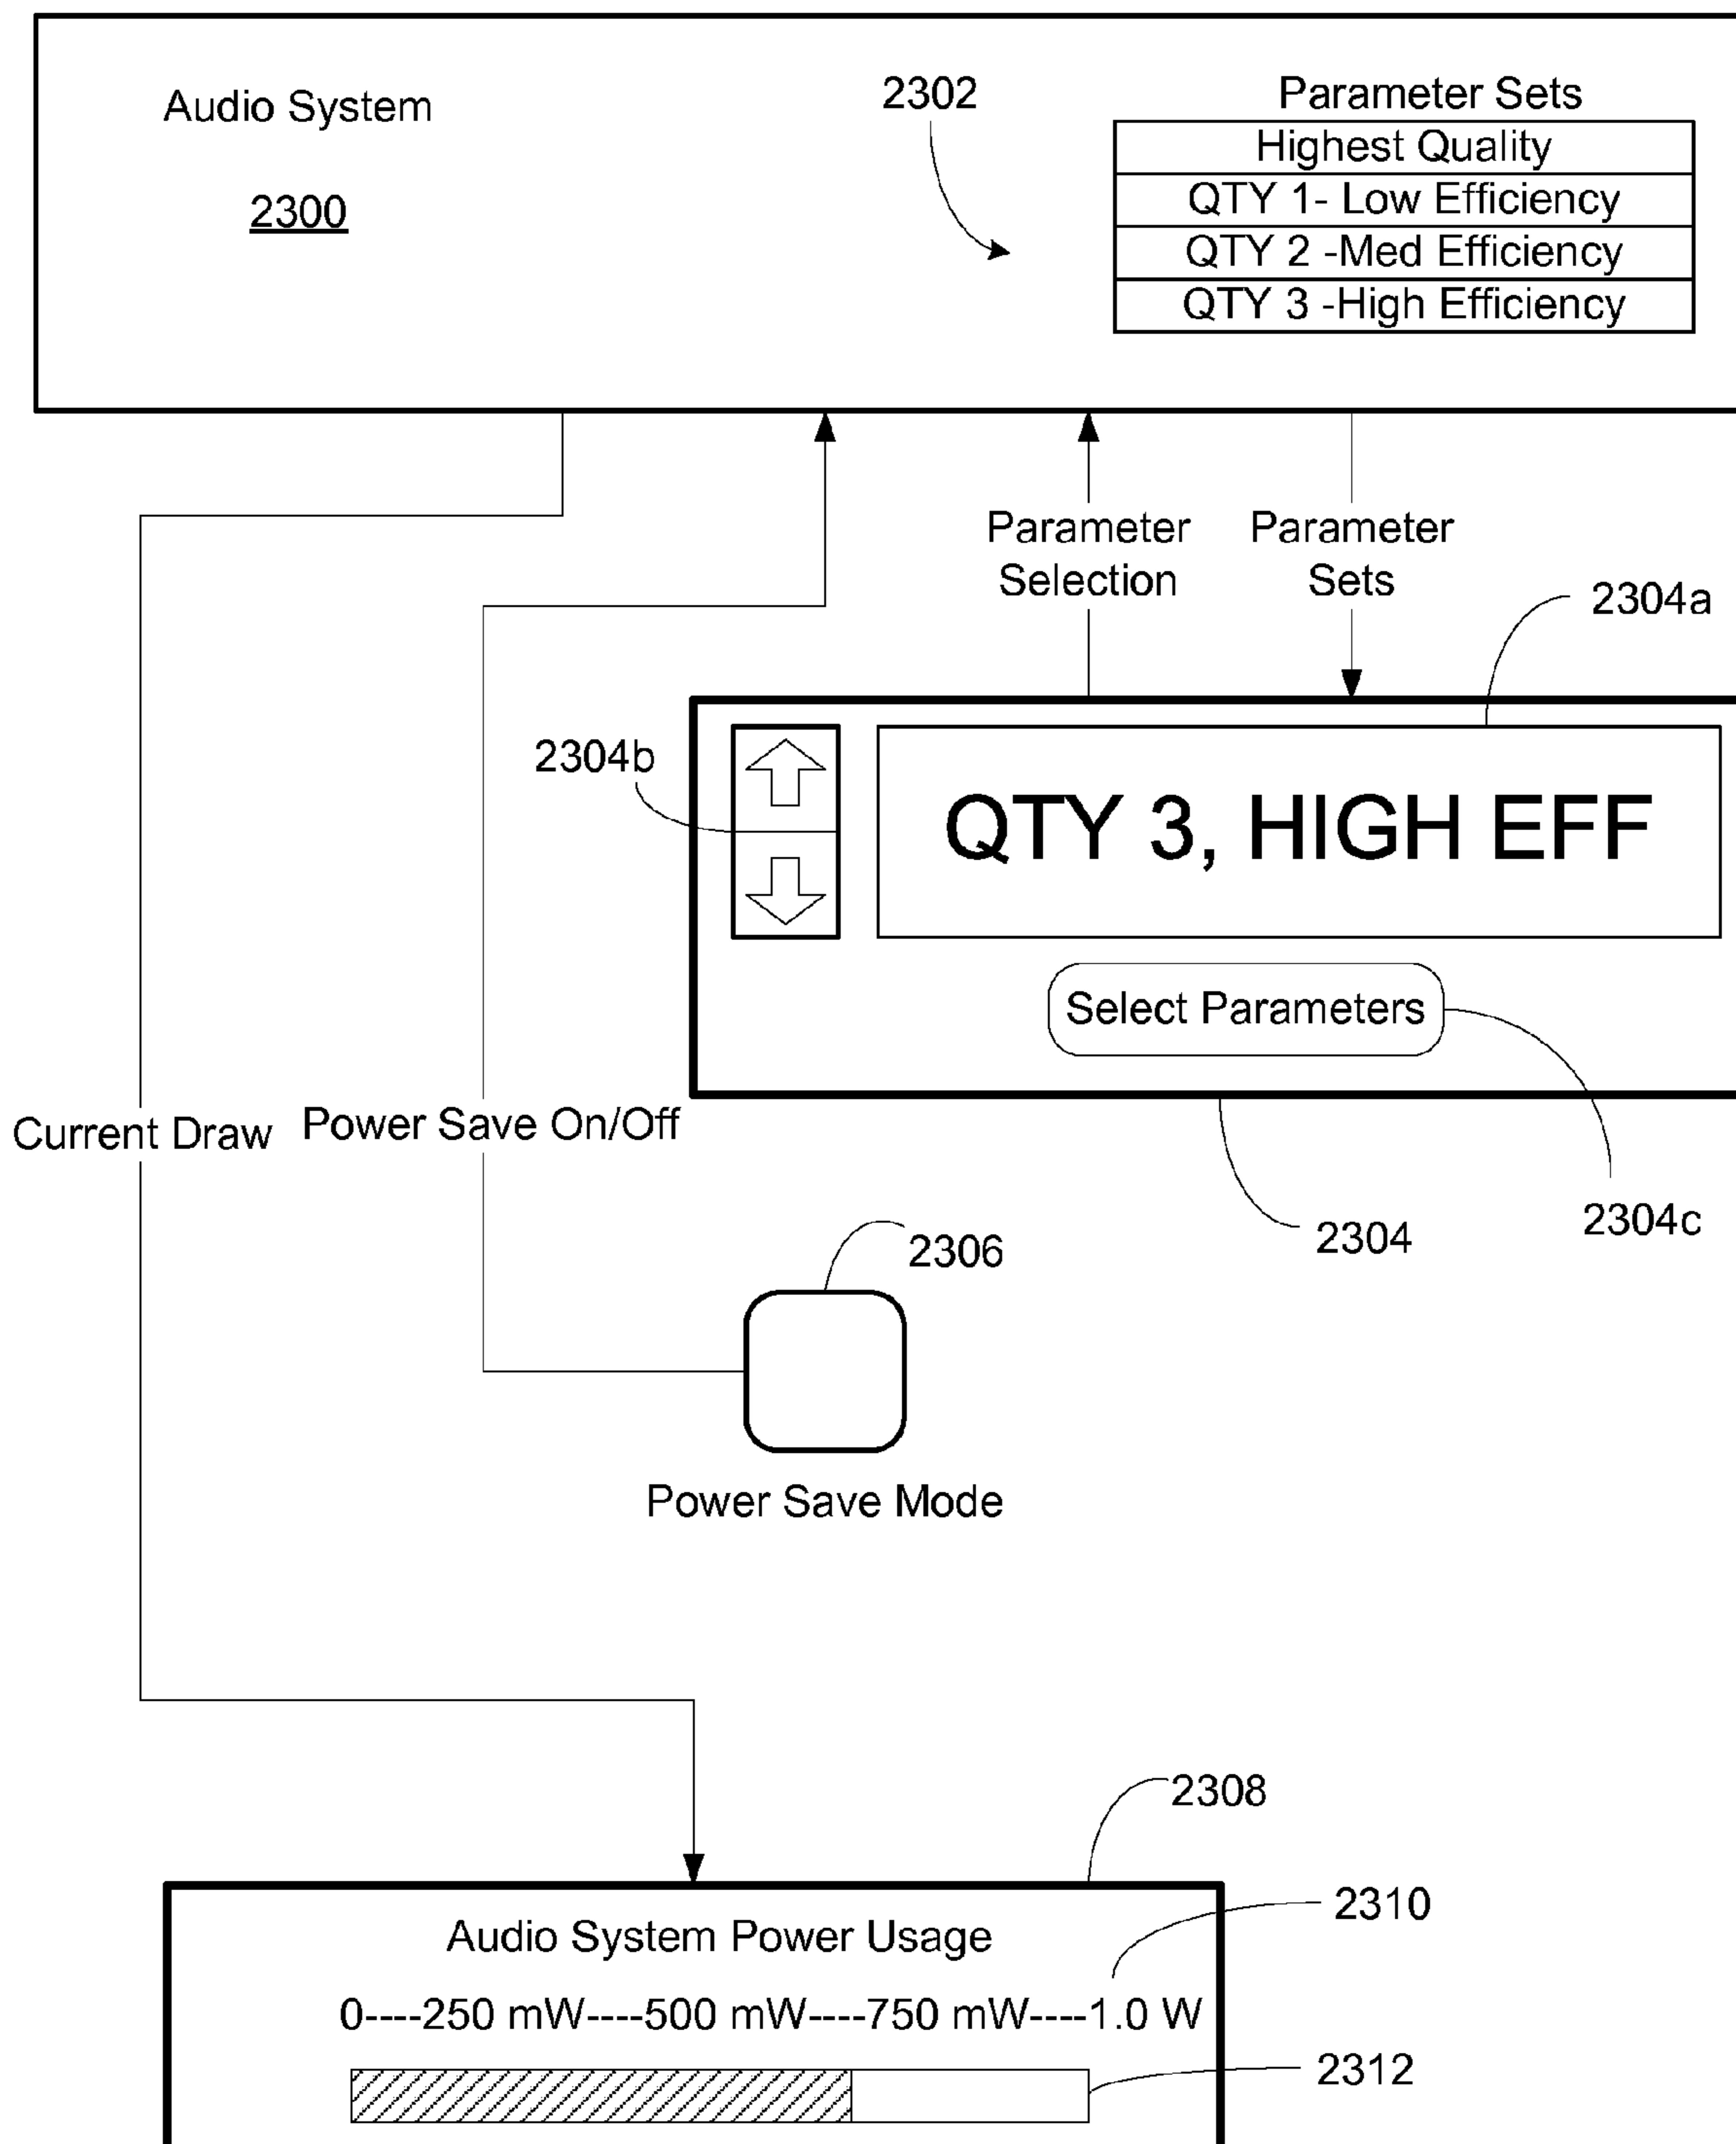 Audio System
2300
2302
Parameter Sets
Highest Quality
QTY 1- Low Efficiency
QTY 2 -Med Efficiency
QTY 3 -High Efficiency
Parameter
Selection
Parameter
Sets
2304a
2304b
QTY 3, HIGH EFF
Select Parameters
Current Draw
Power Save On/Off
2304
2304c
2306
Power Save Mode
2308
2310
Audio System Power Usage
0----250 mW----500 mW----750 mW----1.0 W
2312